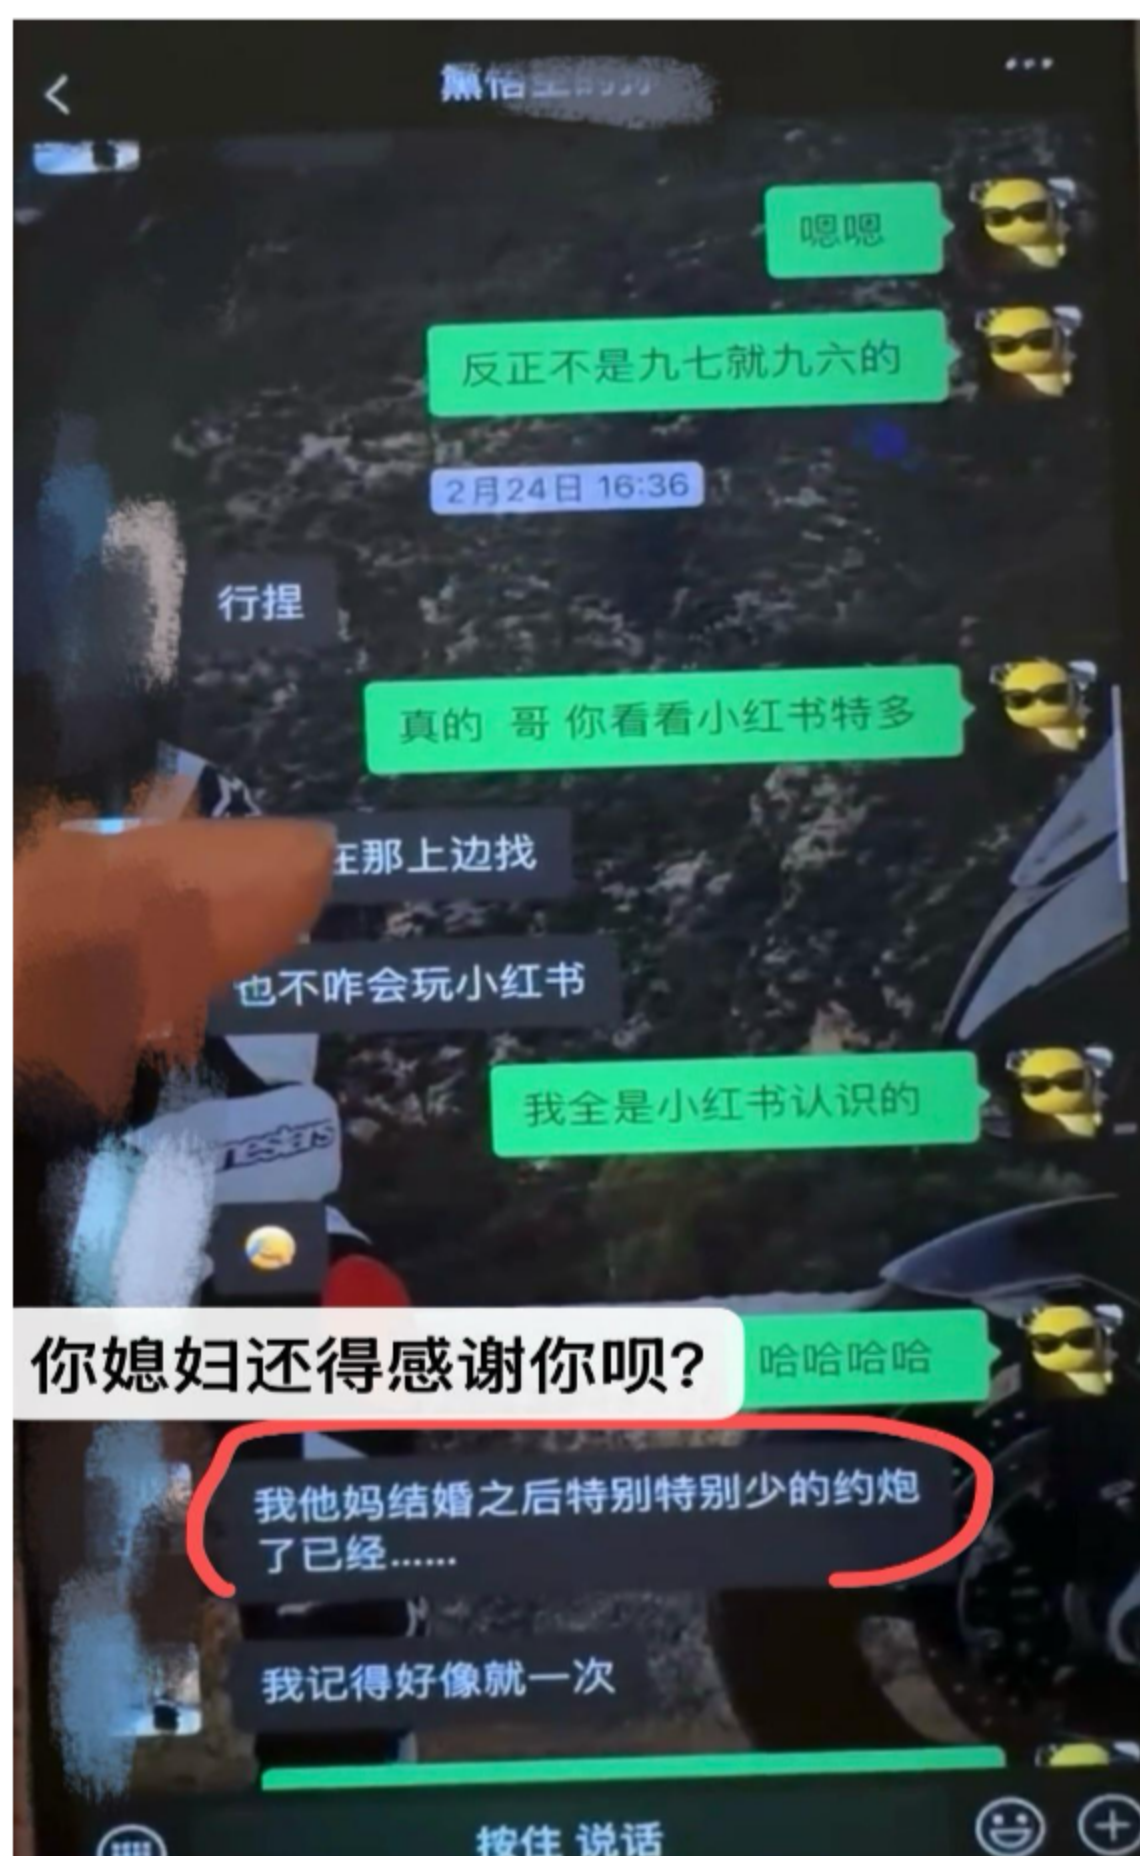 嗯嗯
反正不是九七就九六的
2月24日 16:36
行捏
真的 哥 你看看小红书特多
在那上边找
也不咋会玩小红书
我全是小红书认识的
你媳妇还得感谢你呗?
哈哈哈哈
我他妈结婚之后特别特别少的约炮
了已经……
我记得好像就一次
按住 说话